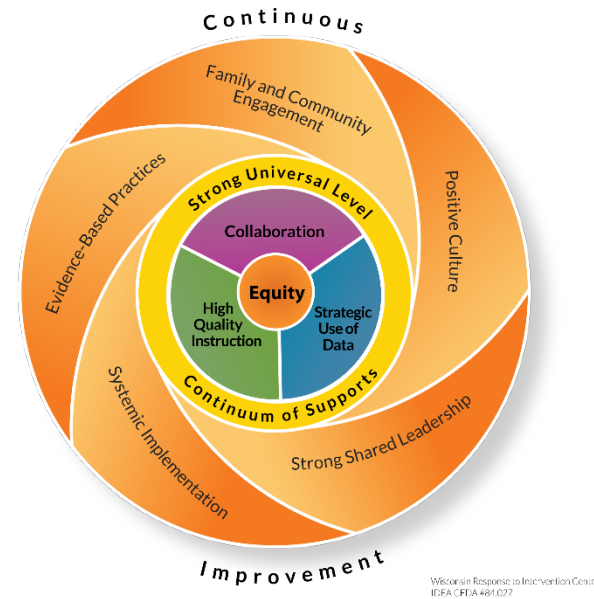 Continuous
Family and Community
Engagement
Positive Culture
Strong Shared Leadership
Systemic Implementation
Evidence-Based Practices
Strong Universal Level
Continuum of Supports
Collaboration
Strategic
Use of
Data
High
Quality
Instruction
Equity
Improvement
Wisconsin Response to Intervention
IDEA CFDA #84.027